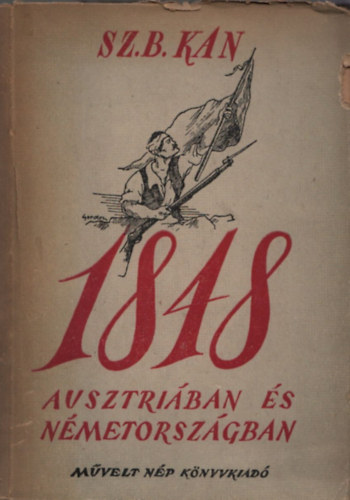 SZ.B. KAN
1848
AUSZTRIÁBAN ÉS
NÉMETORSZÁGBAN
MŰVELT NÉP KÖNYVKIADÓ